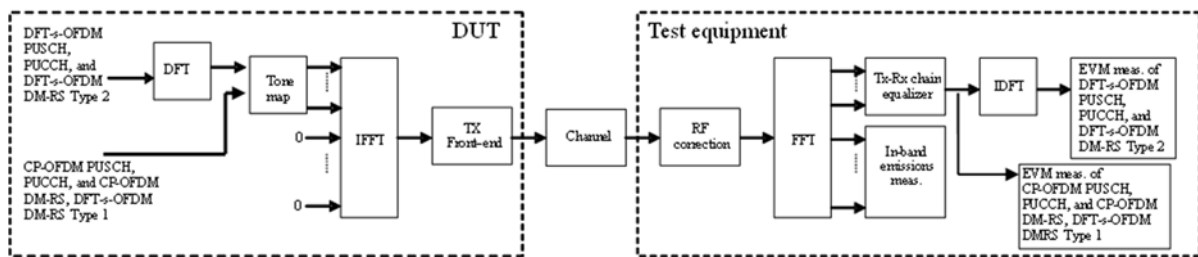 DUT
DFT-s-OFDM
PUSCH,
PUCCH, and
DFT-s-OFDM
DM-RS Type 2
DFT
Tone
map
0
0
IFFT
TX
Front-end
CP-OFDM PUSCH,
PUCCH, and CP-OFDM
DM-RS, DFT-s-OFDM
DM-RS Type 1
Channel
Test equipment
RF
correction
FFT
Tx-Rx chain
equalizer
In-band
emissions
meas.
IDFT
EVM meas. of
DFT-s-OFDM
PUSCH,
PUCCH, and
DFT-s-OFDM
DM-RS Type 2
EVM meas. of
CP-OFDM PUSCH,
PUCCH, and CP-OFDM
DM-RS, DFT-s-OFDM
DMRS Type 1